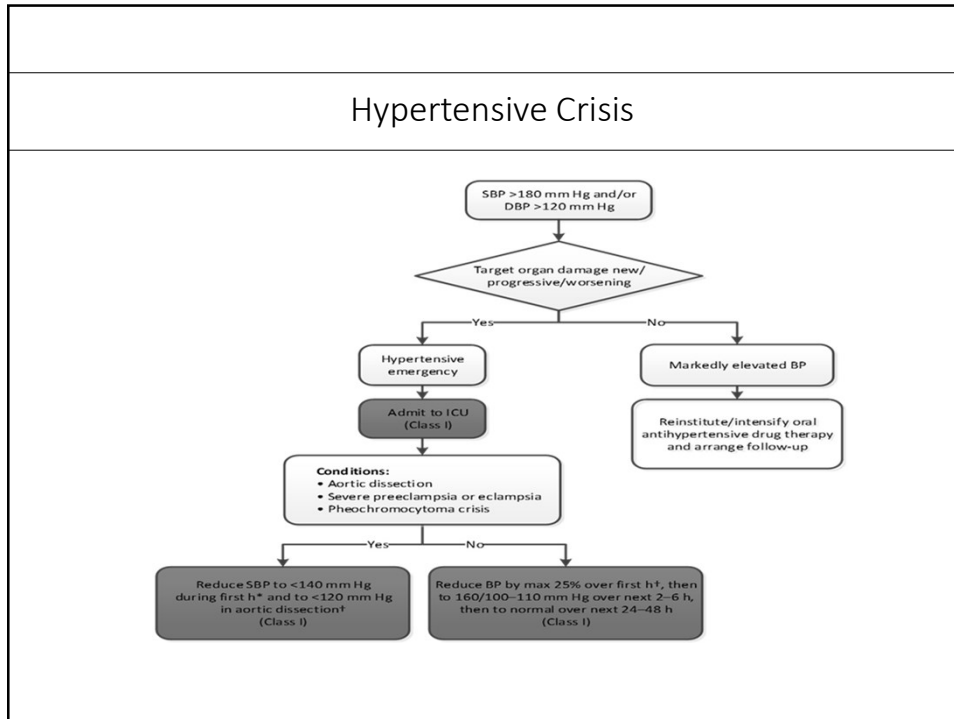 Hypertensive Crisis
SBP >180 mm Hg and/or
DBP >120 mm Hg
Target organ damage new/
progressive/worsening
Yes
No
Hypertensive
emergency
Markedly elevated BP
Admit to ICU
(Class I)
Reinstitute/intensify oral
antihypertensive drug therapy
and arrange follow-up
Conditions:
• Aortic dissection
• Severe preeclampsia or eclampsia
• Pheochromocytoma crisis
Yes
No
Reduce SBP to <140 mm Hg
during first h* and to <120 mm Hg
in aortic dissection†
(Class I)
Reduce BP by max 25% over first h†, then
to 160/100–110 mm Hg over next 2–6 h,
then to normal over next 24–48 h
(Class I)